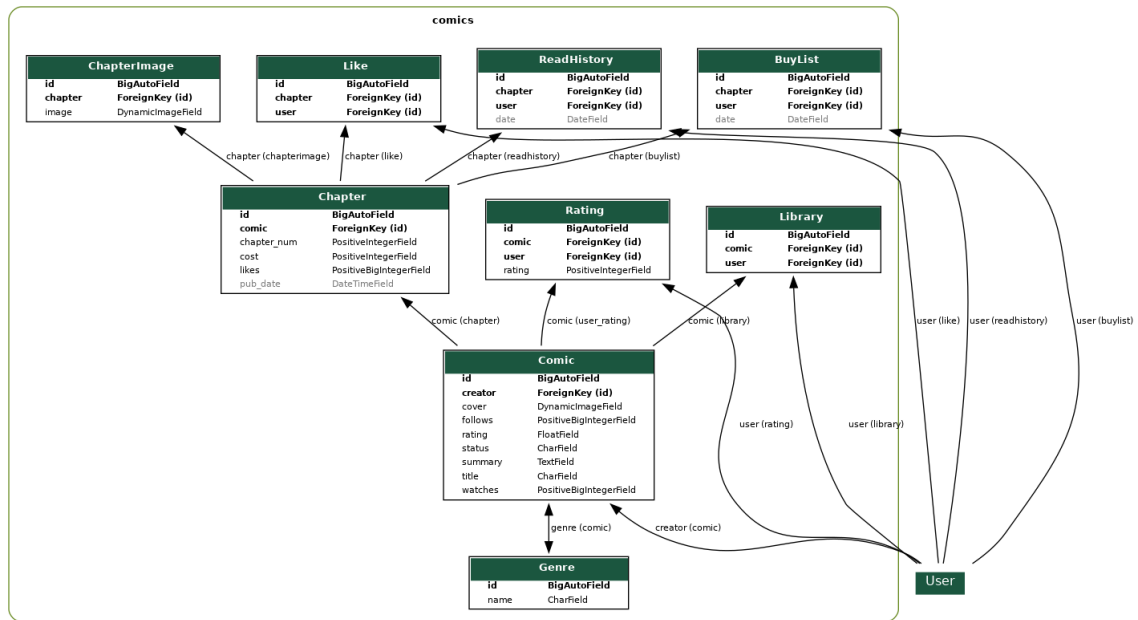 comics
ChapterImage
id BigAutoField
chapter ForeignKey (id)
image DynamicImageField
Like
id BigAutoField
chapter ForeignKey (id)
user ForeignKey (id)
ReadHistory
id BigAutoField
chapter ForeignKey (id)
user ForeignKey (id)
date DateField
BuyList
id BigAutoField
chapter ForeignKey (id)
user ForeignKey (id)
date DateField
chapter (chapterimage)
chapter (like)
chapter (readhistory)
chapter (buylist)
Chapter
id BigAutoField
comic ForeignKey (id)
chapter_num PositiveIntegerField
cost PositiveIntegerField
likes PositiveBigIntegerField
pub_date DateTimeField
Rating
id BigAutoField
comic ForeignKey (id)
user ForeignKey (id)
rating PositiveIntegerField
Library
id BigAutoField
comic ForeignKey (id)
user ForeignKey (id)
comic (chapter)
comic (user_rating)
comic (library)
user (like)
user (readhistory)
user (buylist)
Comic
id BigAutoField
creator ForeignKey (id)
cover DynamicImageField
follows PositiveBigIntegerField
rating FloatField
status CharField
summary TextField
title CharField
watches PositiveBigIntegerField
user (rating)
user (library)
genre (comic)
creator (comic)
Genre
id BigAutoField
name CharField
User